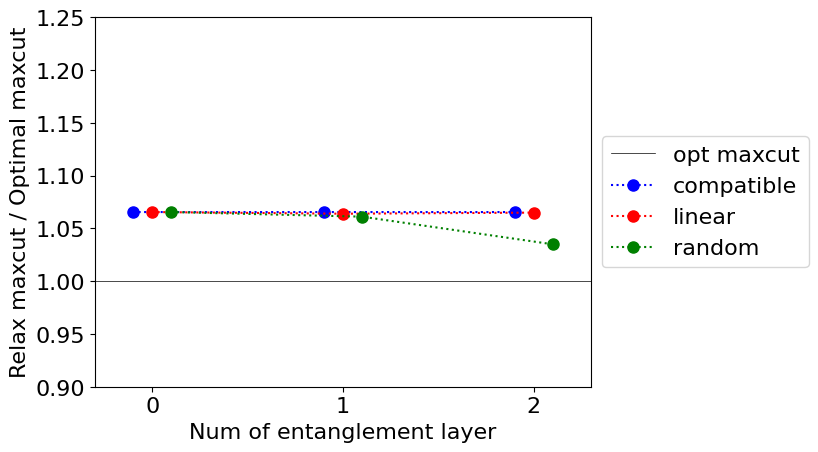 Relax maxcut / Optimal maxcut
1.25
1.20
1.15
1.10
1.05
1.00
0.95
0.90
0
1
2
Num of entanglement layer
opt maxcut
compatible
linear
random